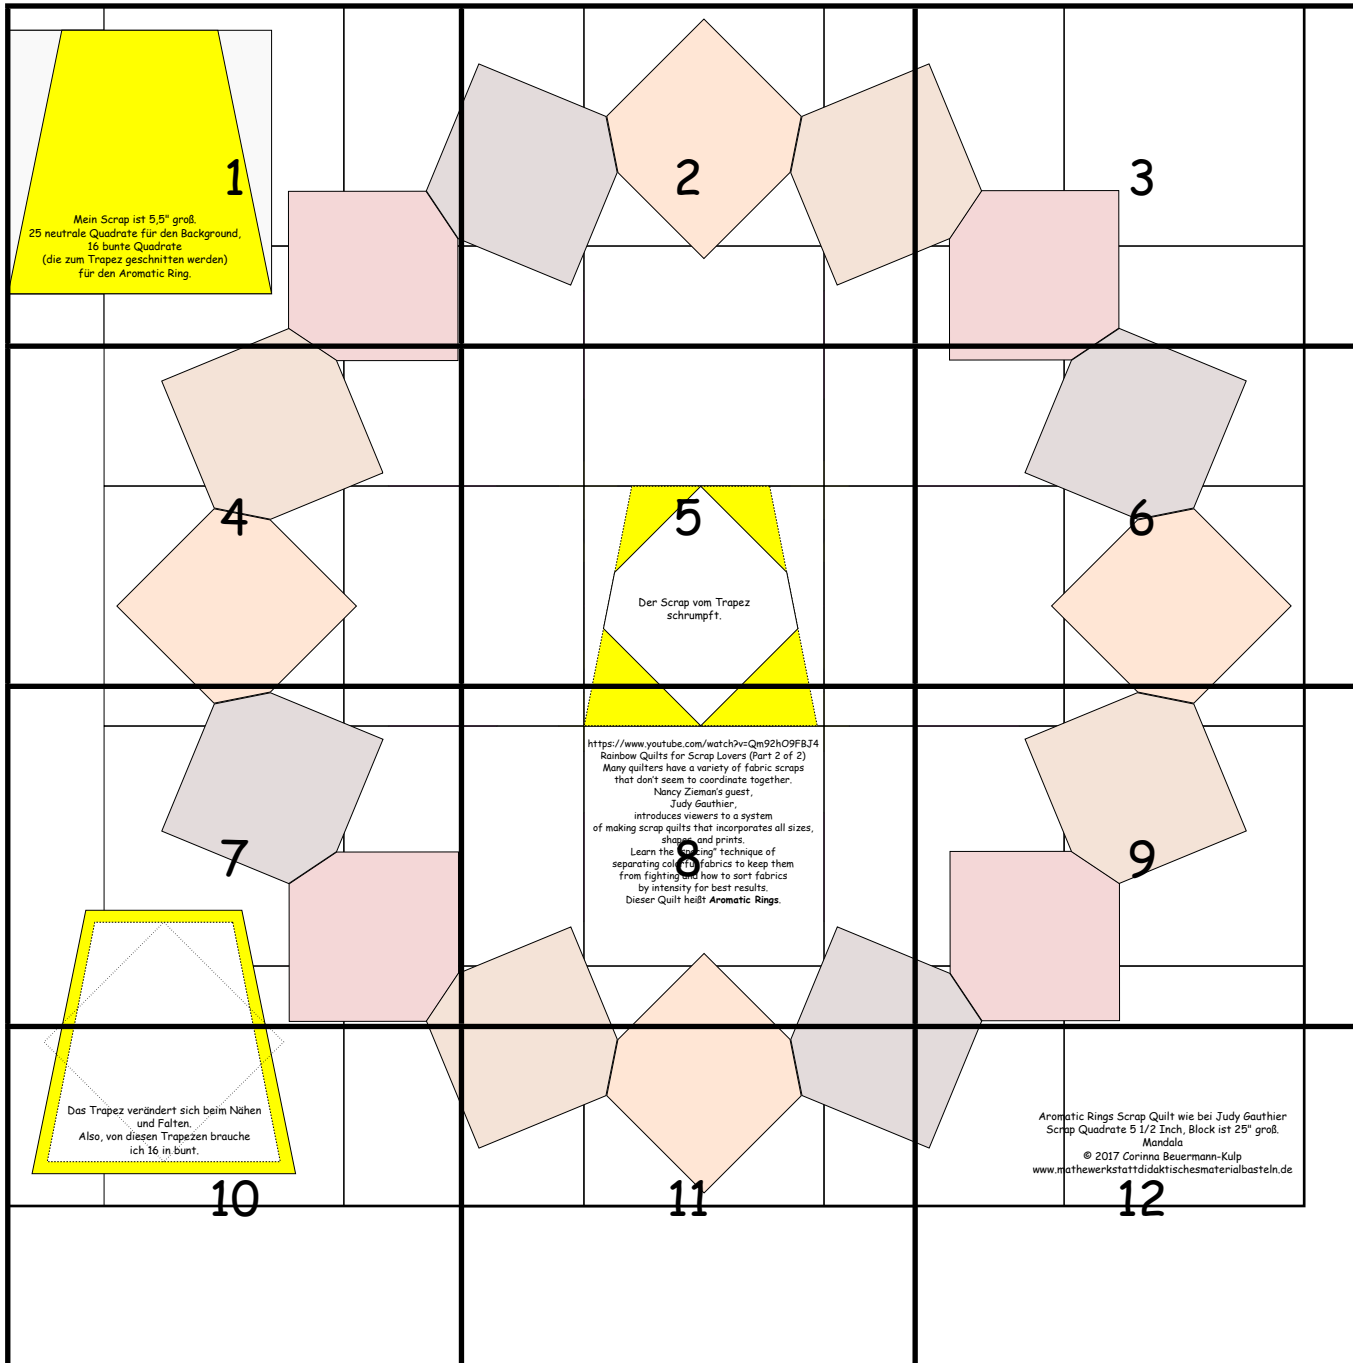 1
Mein Scrap ist 5,5" groß.
25 neutrale Quadrate für den Background,
16 bunte Quadrate
(die zum Trapez geschnitten werden)
für den Aromatic Ring.
2
3
4
5
Der Scrap vom Trapez
schrumpft.
6
7
https://www.youtube.com/watch?v=Qm92hO9FBJ4
Rainbow Quilts for Scrap Lovers (Part 2 of 2)
Many quilters have a variety of fabric scraps
that don't seem to coordinate together.
Nancy Zieman's guest,
Judy Gauthier,
introduces viewers to a system
of making scrap quilts that incorporates all sizes,
shapes, and prints.
Learn the technique of
separating colorful fabrics to keep them
from fighting and how to sort fabrics
by intensity for best results.
Dieser Quilt heißt Aromatic Rings.
8
9
Das Trapez verändert sich beim Nähen
und Falten.
Also, von diesen Trapezen brauche
ich 16 in bunt.
10
11
Aromatic Rings Scrap Quilt wie bei Judy Gauthier
Scrap Quadrate 5 1/2 Inch, Block ist 25" groß.
Mandala
© 2017 Corinna Beuermann-Kulp
www.mathewerkstattdidaktischesmaterialbasteln.de
12